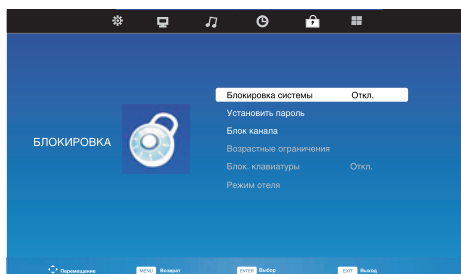 Блокировка системы Откл.
Установить пароль
Блок канала
БЛОКИРОВКА
Возрастные ограничения
Блок. клавиатуры Откл.
Режим отеля
Перемещение MENU Возврат ENTER Выбор EXIT Выход